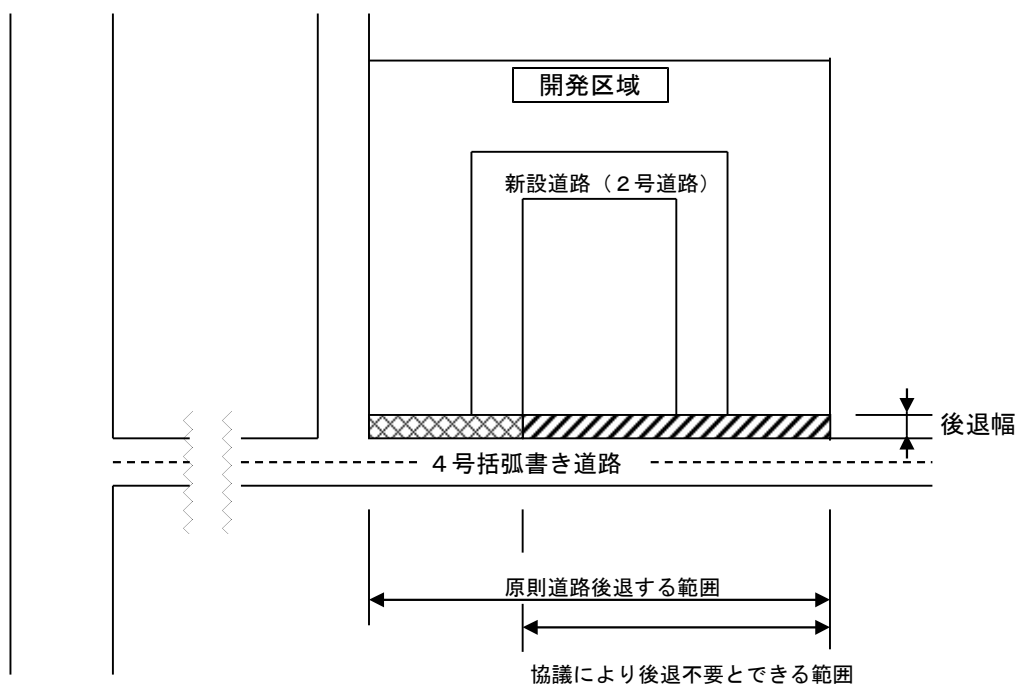 開発区域
新設道路（２号道路）
後退幅
４号括弧書き道路
原則道路後退する範囲
協議により後退不要とできる範囲